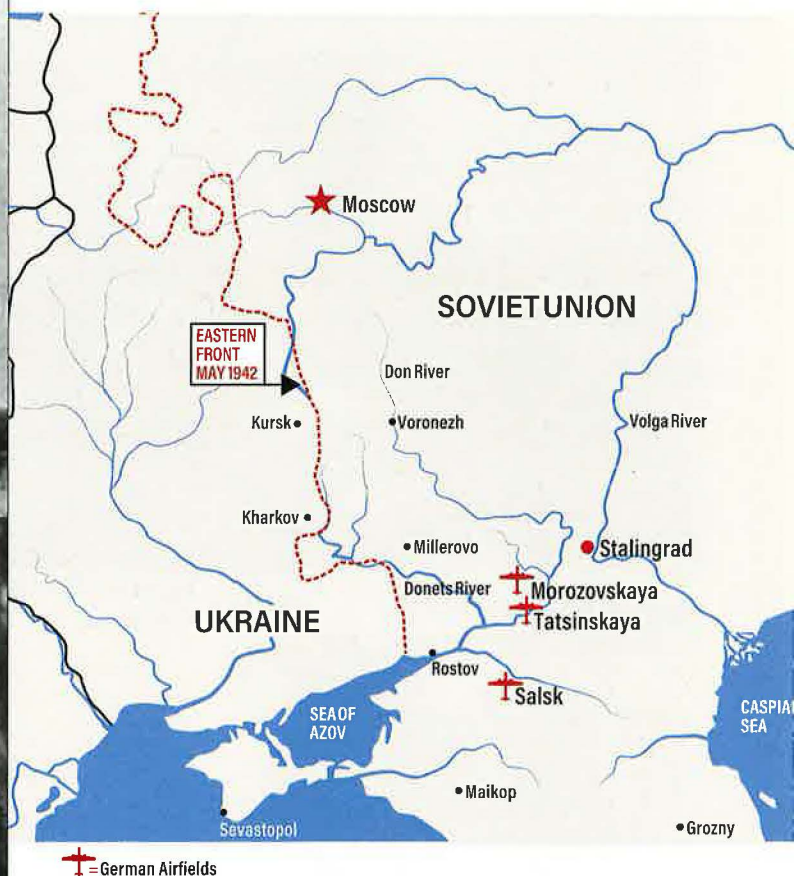 Moscow
SOVIET UNION
EASTERN
FRONT
MAY 1942
Don River
Kursk
Voronezh
Volga River
Kharkov
Millerovo
Stalingrad
Donets River
Morozovskaya
Tatsinskaya
UKRAINE
Rostov
Salsk
SEA OF
AZOV
CASPIA
SEA
Maikop
Sevastopol
Grozny
=German Airfields